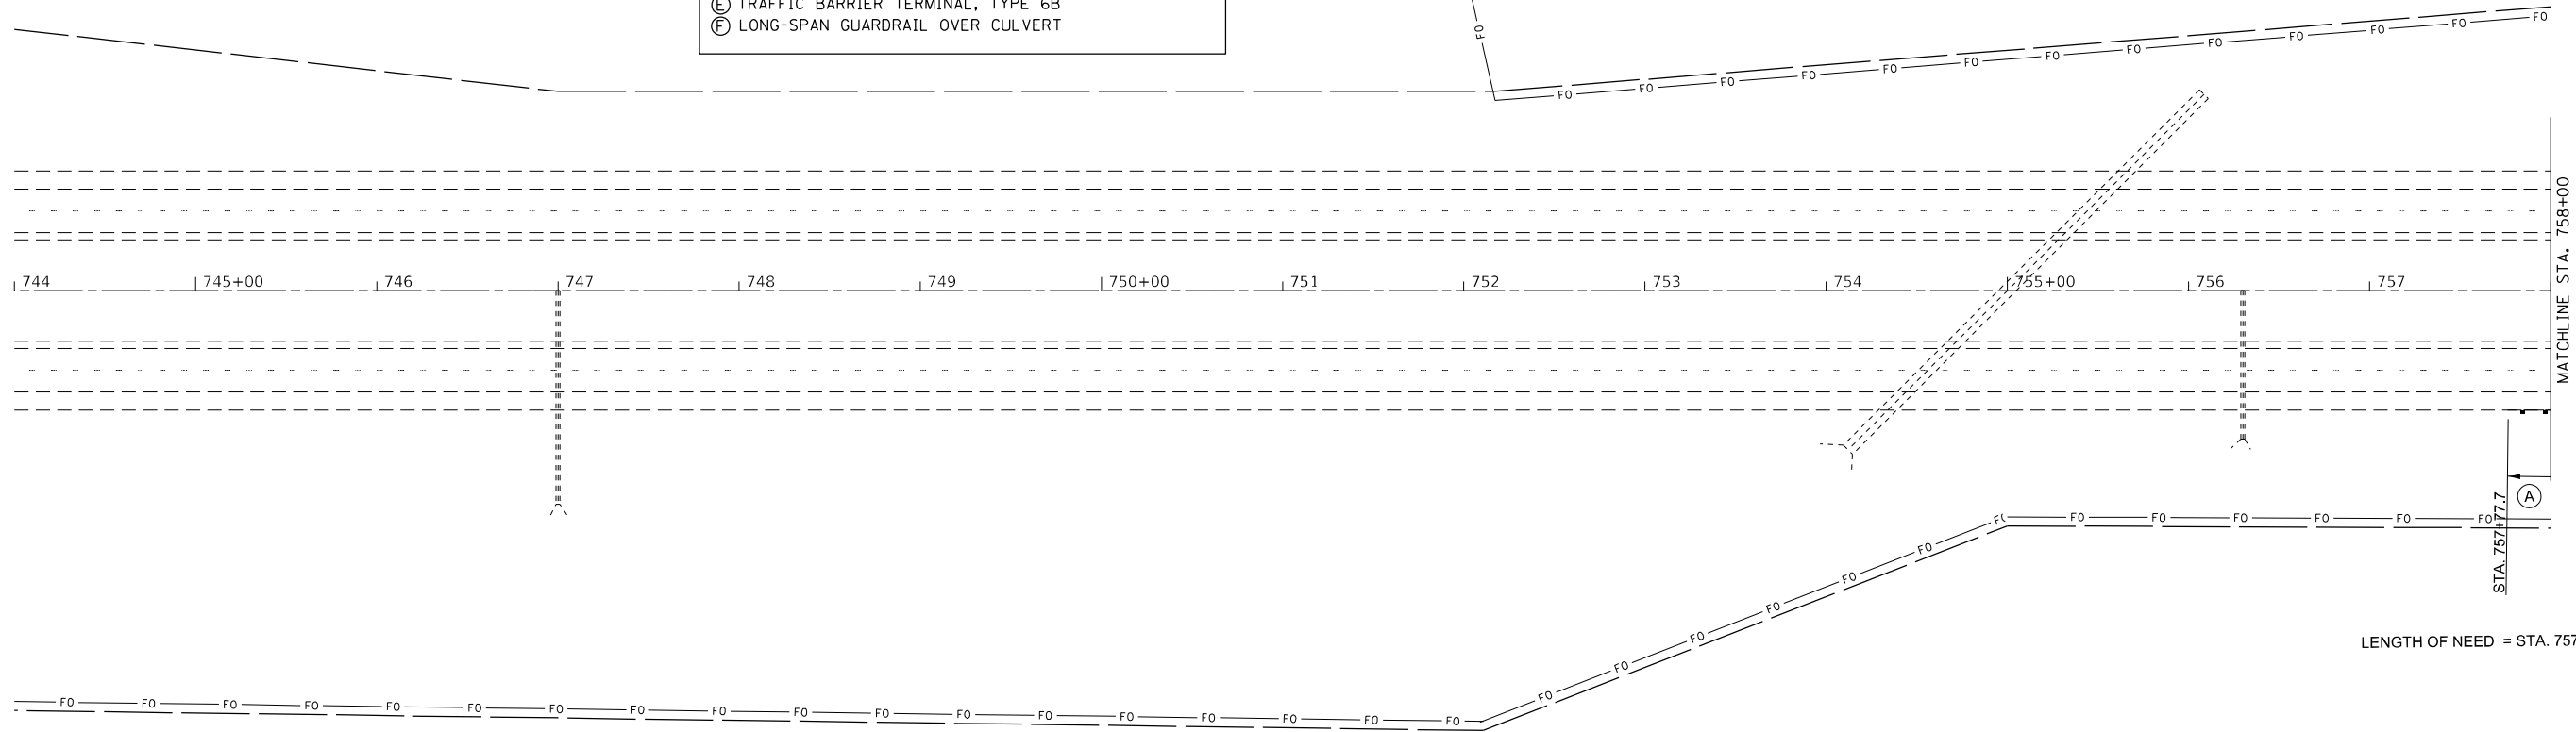 Ⓔ TRAFFIC BARRIER TERMINAL, TYPE 6B
Ⓕ LONG-SPAN GUARDRAIL OVER CULVERT
FO
FO FO FO FO FO FO FO FO FO FO FO FO FO
744 745+00 746 747 748 749 750+00 751 752 753 754 755+00 756 757
MATCHLINE STA. 758+00
Ⓐ
STA. 757+77.7
FO FO FO FO FO FO
FO FO FO FO FO
LENGTH OF NEED = STA. 757
FO FO FO FO FO FO FO FO FO FO FO FO FO FO FO FO FO FO FO